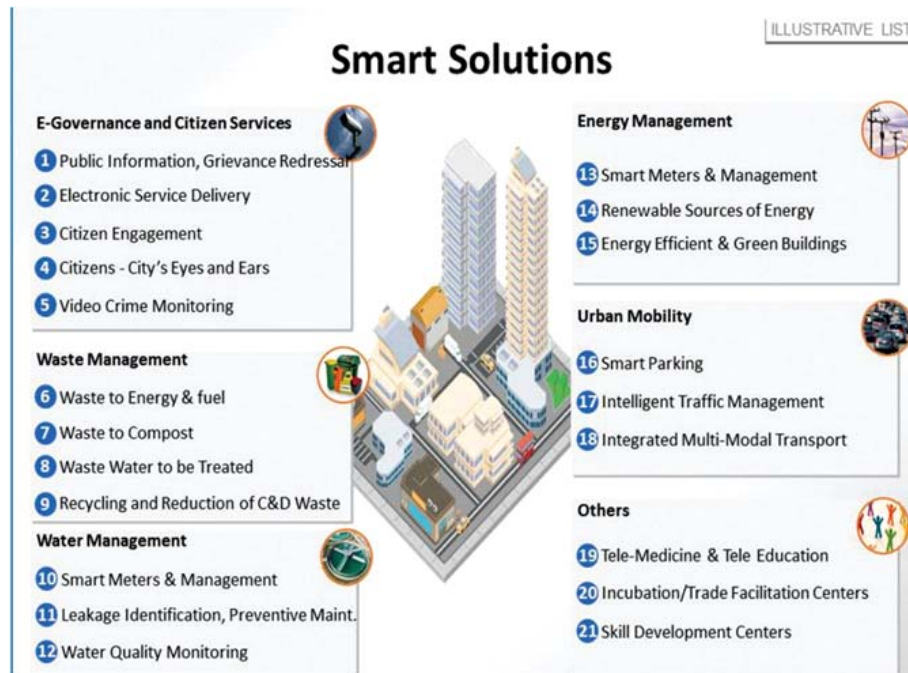 ILLUSTRATIVE LIST
Smart Solutions
E-Governance and Citizen Services
1 Public Information, Grievance Redressal
2 Electronic Service Delivery
3 Citizen Engagement
4 Citizens - City's Eyes and Ears
5 Video Crime Monitoring
Waste Management
6 Waste to Energy & fuel
7 Waste to Compost
8 Waste Water to be Treated
9 Recycling and Reduction of C&D Waste
Water Management
10 Smart Meters & Management
11 Leakage Identification, Preventive Maint.
12 Water Quality Monitoring
Energy Management
13 Smart Meters & Management
14 Renewable Sources of Energy
15 Energy Efficient & Green Buildings
Urban Mobility
16 Smart Parking
17 Intelligent Traffic Management
18 Integrated Multi-Modal Transport
Others
19 Tele-Medicine & Tele Education
20 Incubation/Trade Facilitation Centers
21 Skill Development Centers